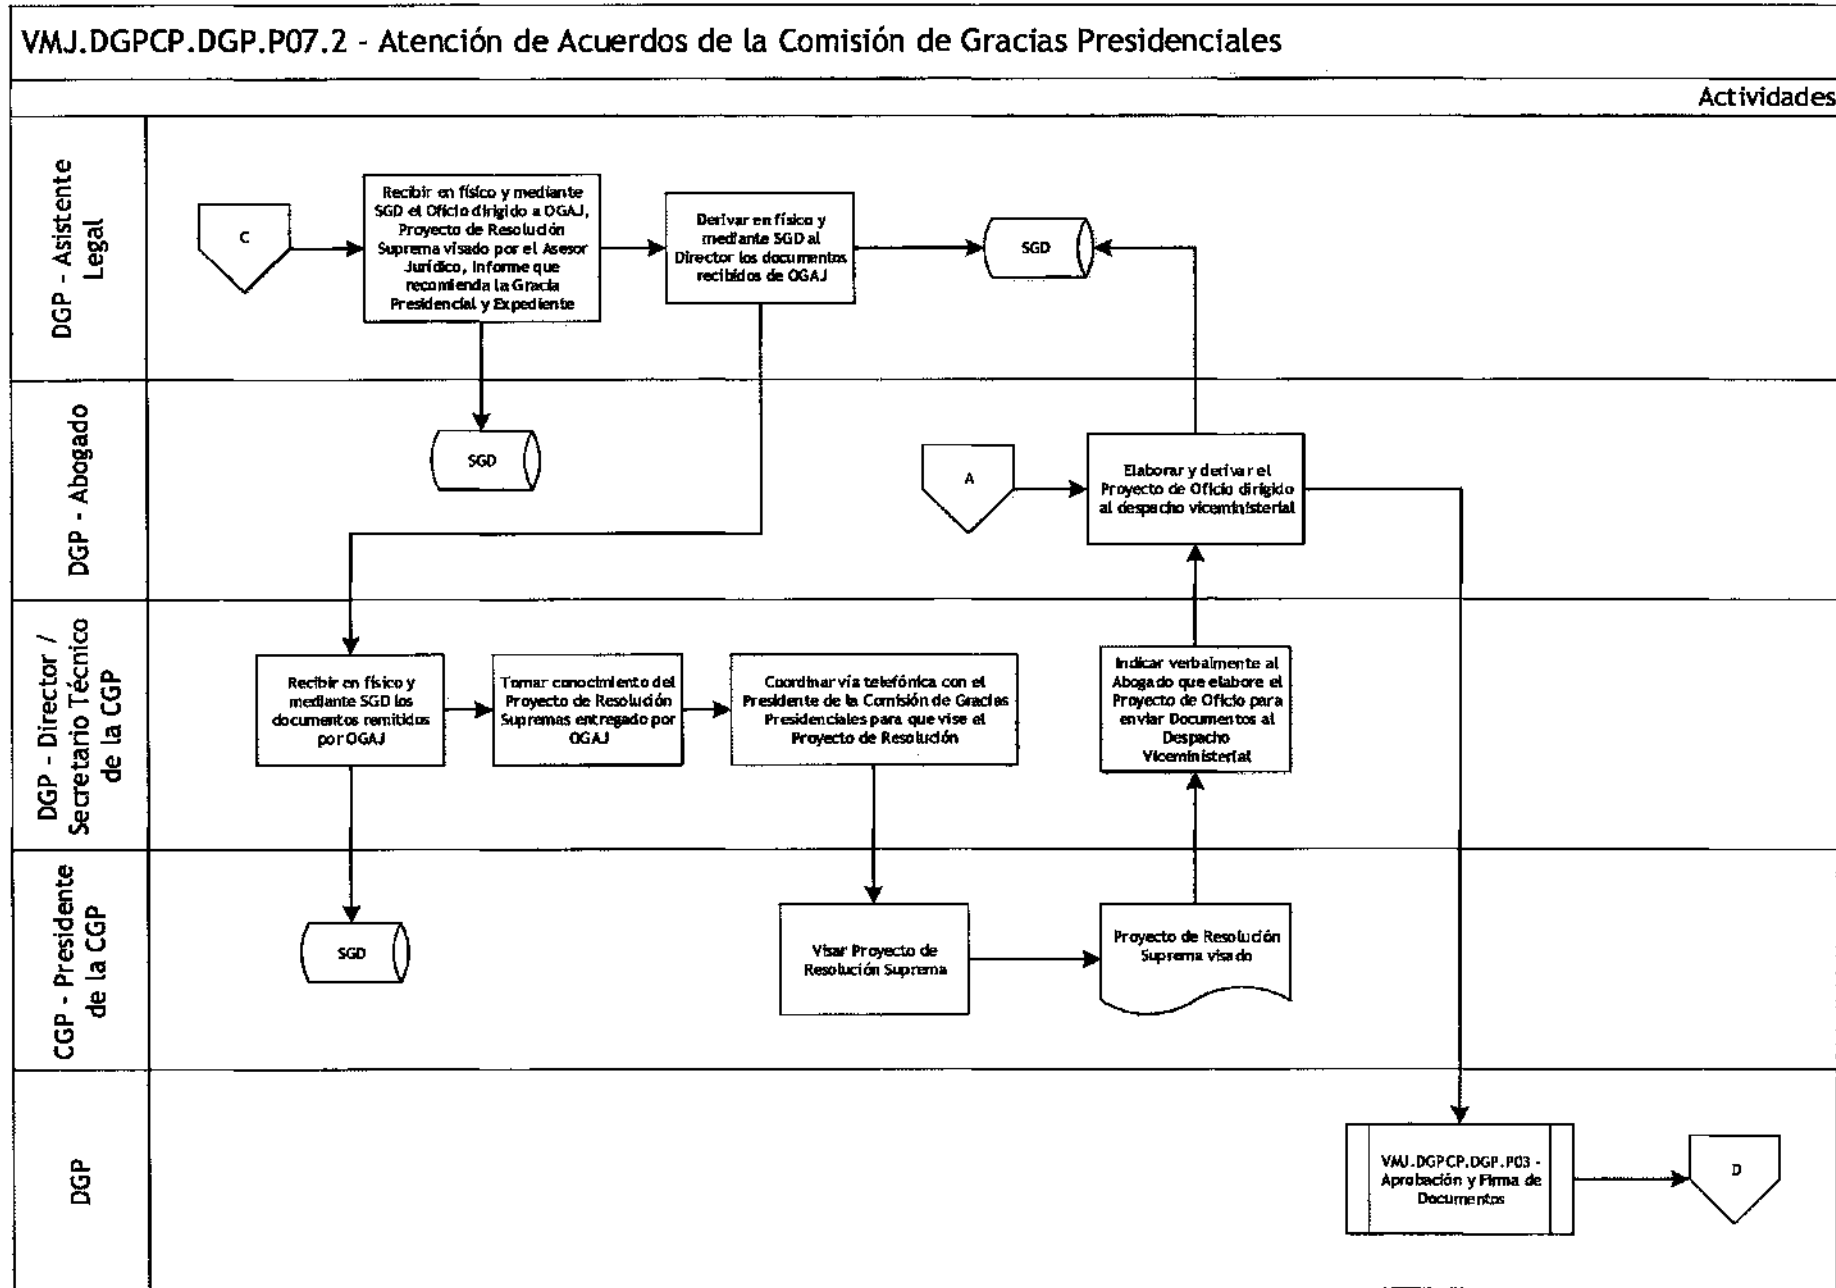 VMJ.DGPCP.DGP.P07.2 - Atención de Acuerdos de la Comisión de Gracias Presidenciales
Actividades
DGP - Asistente
Legal
C
Recibir en físico y mediante
SGD el Oficio dirigido a OGAJ,
Proyecto de Resolución
Suprema visado por el Asesor
Jurídico, Informe que
recomienda la Gracia
Presidencial y Expediente
Derivar en físico y
mediante SGD al
Director los documentos
recibidos de OGAJ
SGD
DGP - Abogado
SGD
A
Elaborar y derivar el
Proyecto de Oficio dirigido
al despacho viceministerial
DGP - Director /
Secretario Técnico
de la CGP
Recibir en físico y
mediante SGD los
documentos remitidos
por OGAJ
Tomar conocimiento del
Proyecto de Resolución
Supremas entregado por
OGAJ
Coordinar vía telefónica con el
Presidente de la Comisión de Gracias
Presidenciales para que vise el
Proyecto de Resolución
Indicar verbalmente al
Abogado que elabore el
Proyecto de Oficio para
enviar Documentos al
Despacho
Viceministerial
CGP - Presidente
de la CGP
SGD
Visar Proyecto de
Resolución Suprema
Proyecto de Resolución
Suprema visado
DGP
VMJ.DGPCP.DGP.P03 -
Aprobación y Firma de
Documentos
D